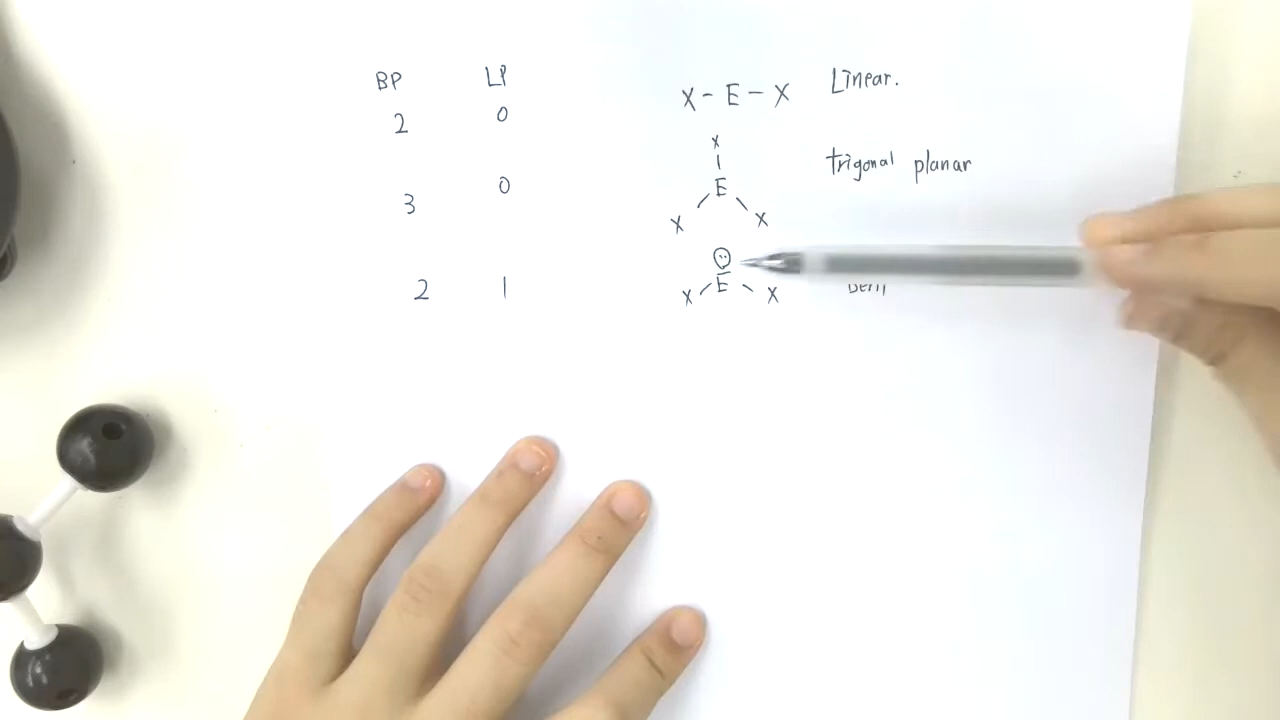 BP LP
2 0 X - E - X Linear.
X
3 0 E trigonal planar
X X
2 1 X E X